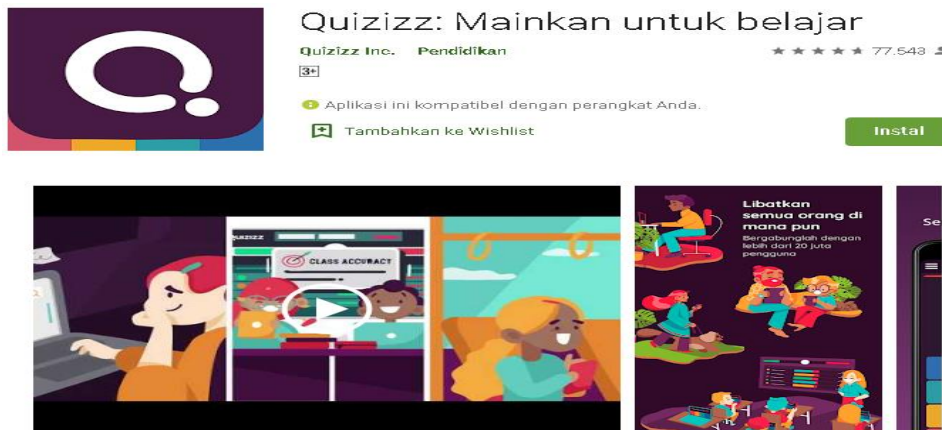 Quizizz: Mainkan untuk belajar
Quizizz Inc. Pendidikan
77.543
3+
Aplikasi ini kompatibel dengan perangkat Anda.
Tambahkan ke Wishlist
Instal
QUIZIZZ
CLASS ACCURACY
Libatkan
semua orang di
mana pun
Bergabunglah dengan
lebih dari 20 juta
pengguna
Se